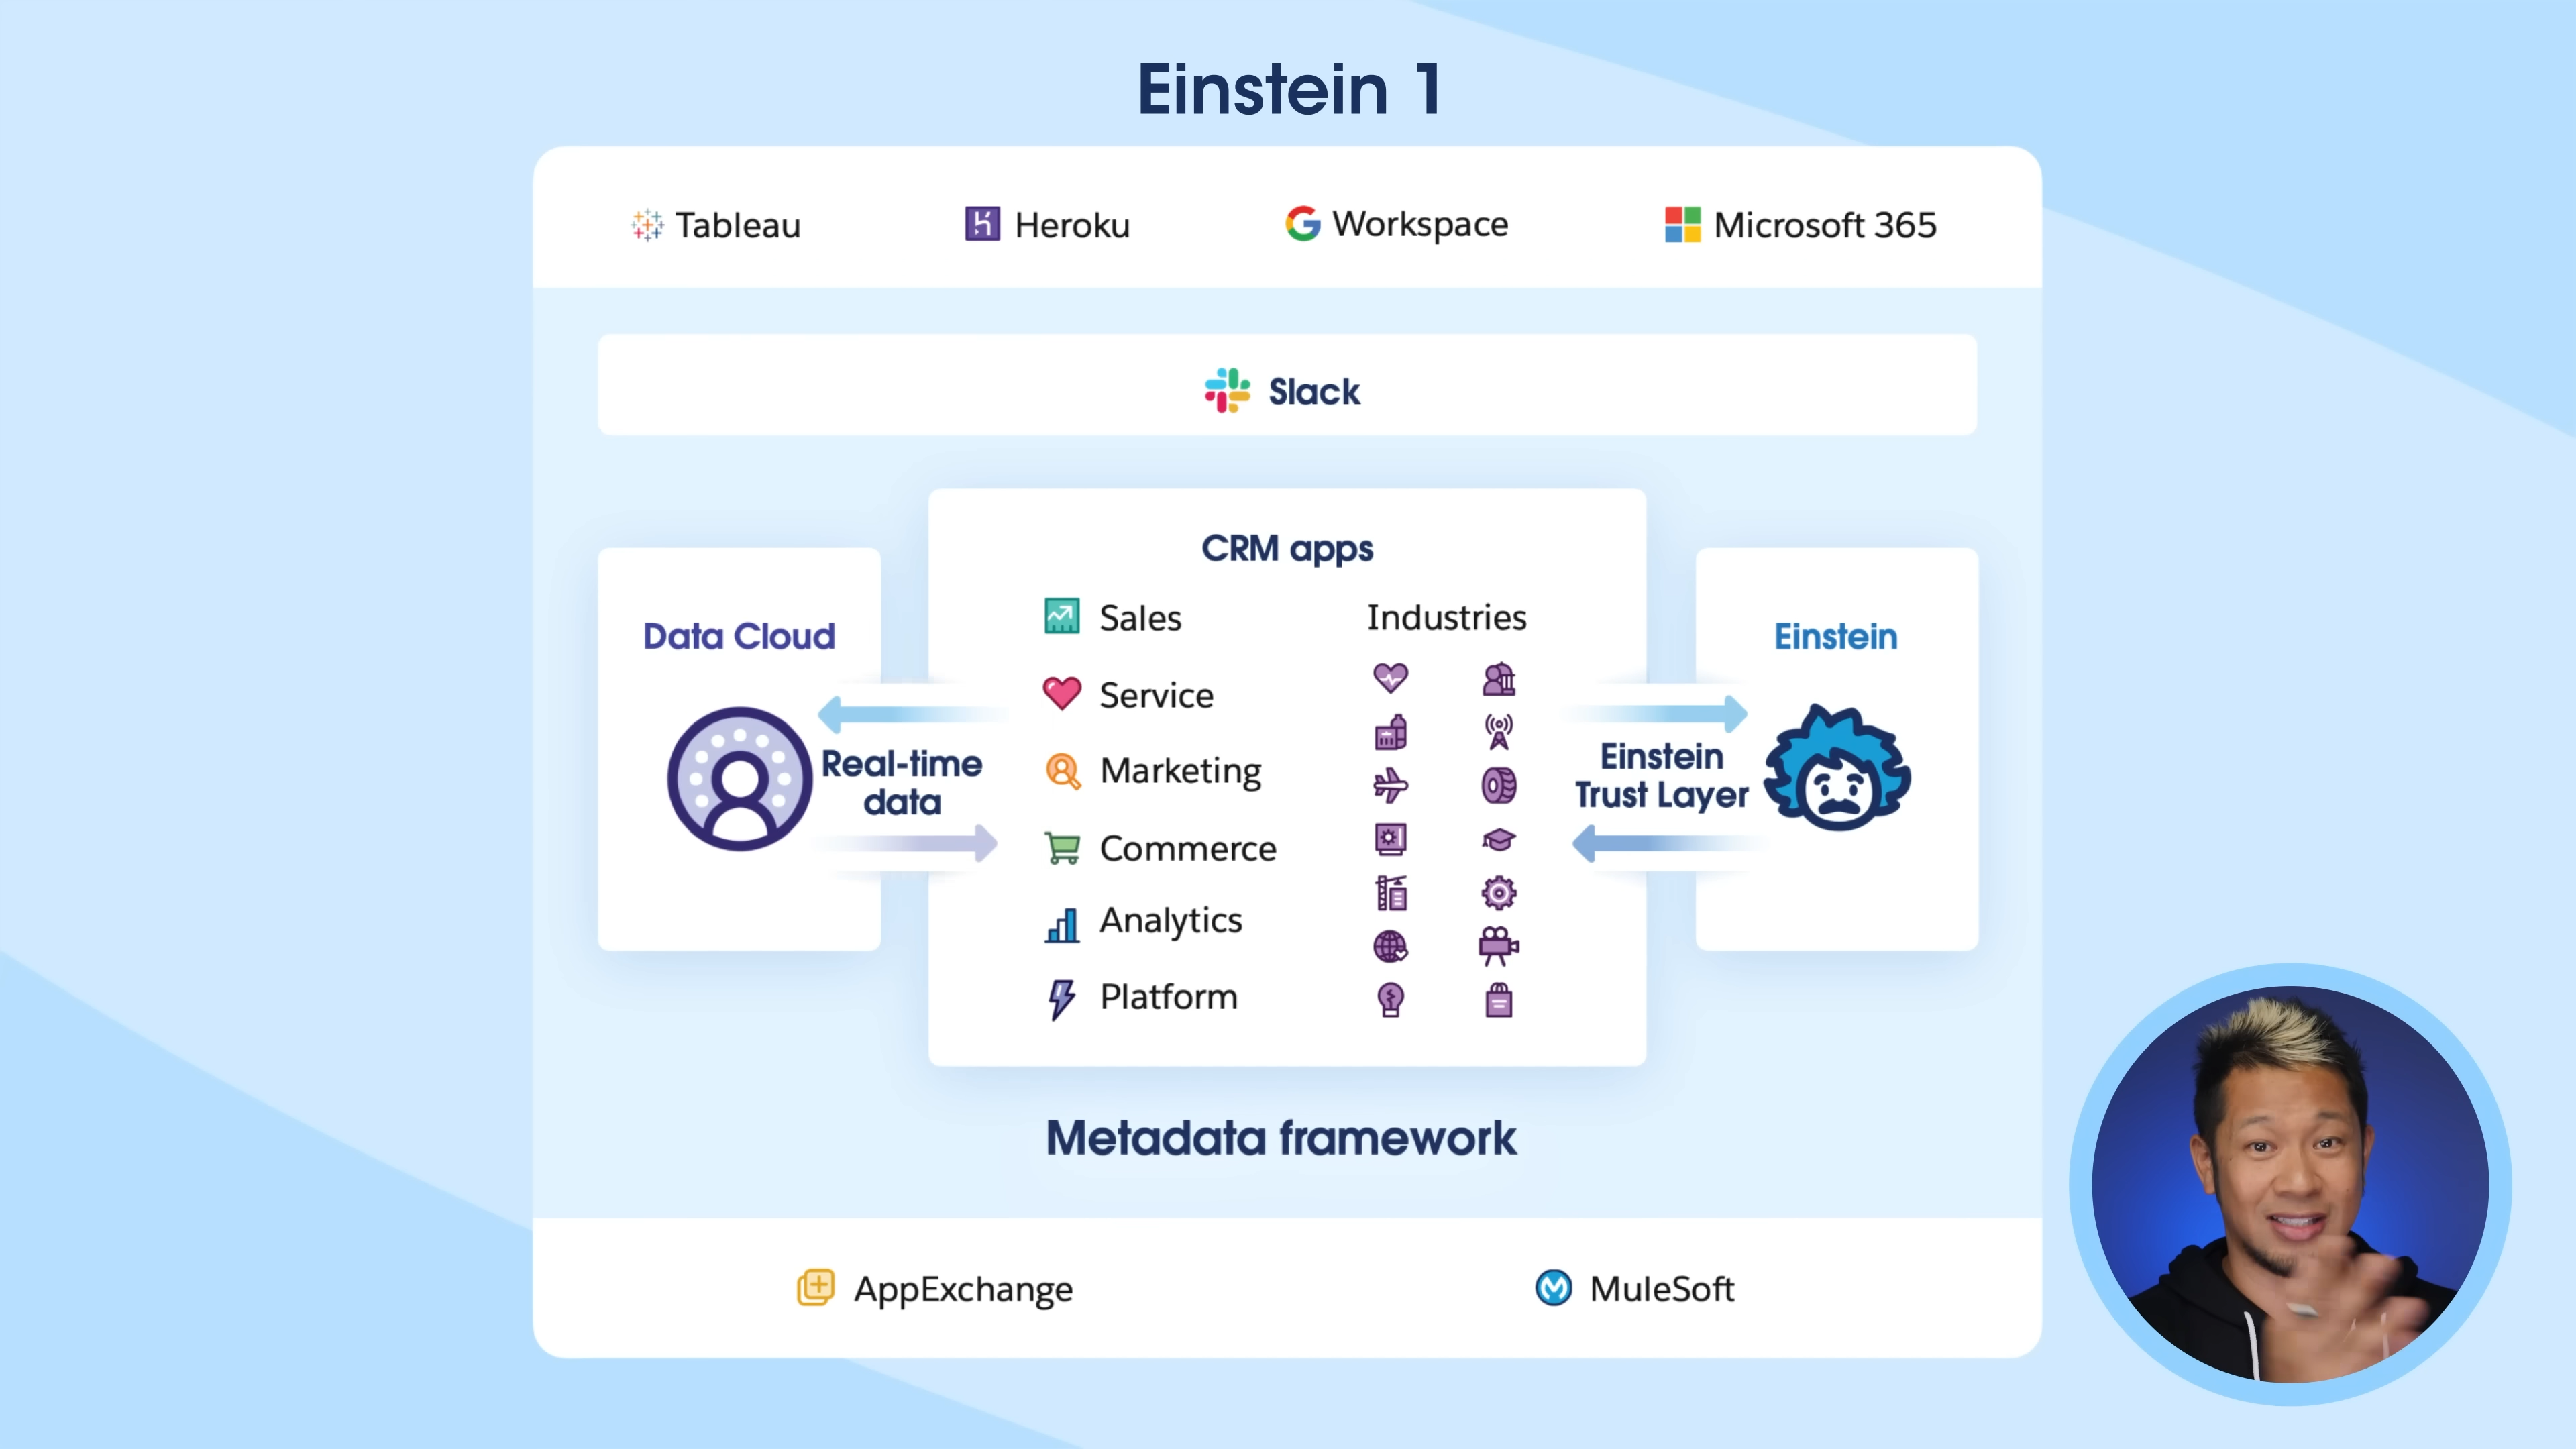 Einstein 1
Tableau
Heroku
Workspace
Microsoft 365
Slack
CRM apps
Data Cloud
Real-time
data
Sales
Service
Marketing
Commerce
Analytics
Platform
Industries
Einstein
Trust Layer
Einstein
Metadata framework
AppExchange
MuleSoft